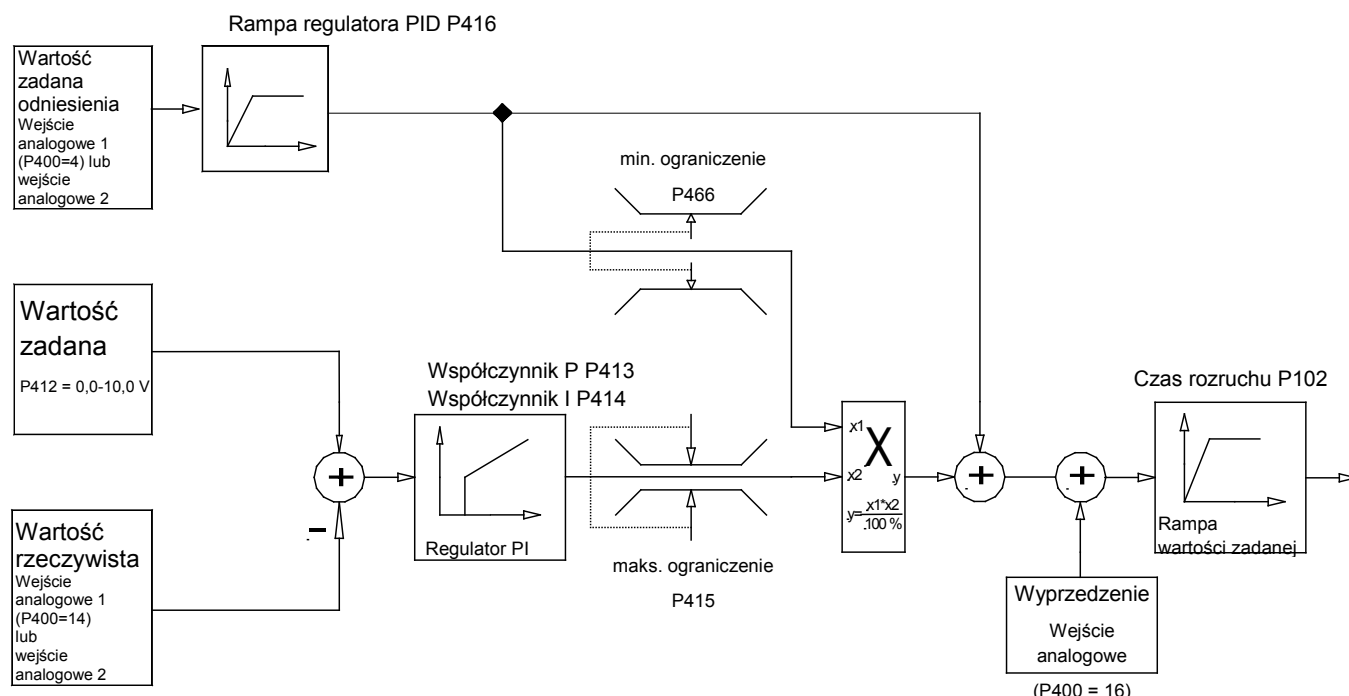 Rampa regulatora PID P416
Wartość
zadana
odniesienia
Wejście
analogowe 1
(P400=4) lub
wejście
analogowe 2
min. ograniczenie
P466
Wartość
zadana
P412 = 0,0-10,0 V
Współczynnik P P413
Współczynnik I P414
Regulator PI
maks. ograniczenie
P415
x1
X
x2
y
y=x1*x2
100 %
+
-
+
+
Czas rozruchu P102
Rampa
wartości zadanej
Wartość
rzeczywista
Wejście
analogowe 1
(P400=14)
lub
wejście
analogowe 2
Wyprzedzenie
Wejście
analogowe
(P400 = 16)